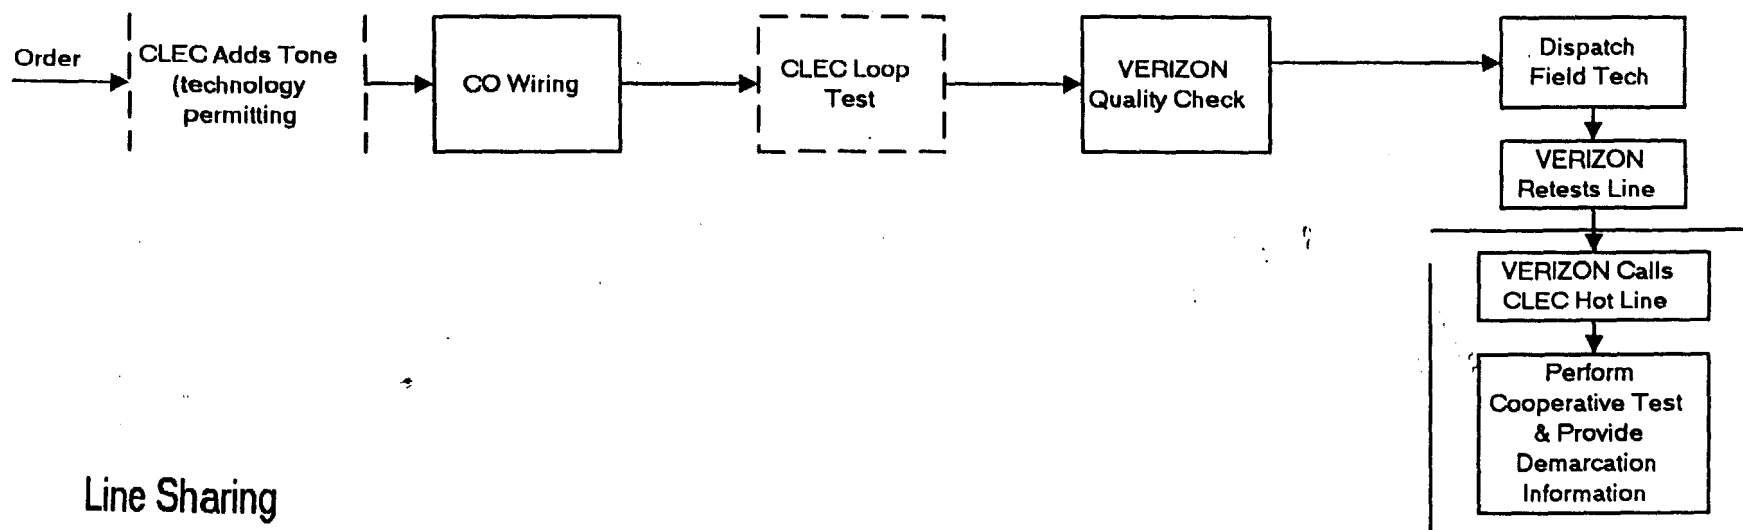 Order
CLEC Adds Tone
(technology
permitting
CO Wiring
CLEC Loop
Test
VERIZON
Quality Check
Dispatch
Field Tech
VERIZON
Retests Line
VERIZON Calls
CLEC Hot Line
Perform
Cooperative Test
& Provide
Demarcation
Information
Line Sharing